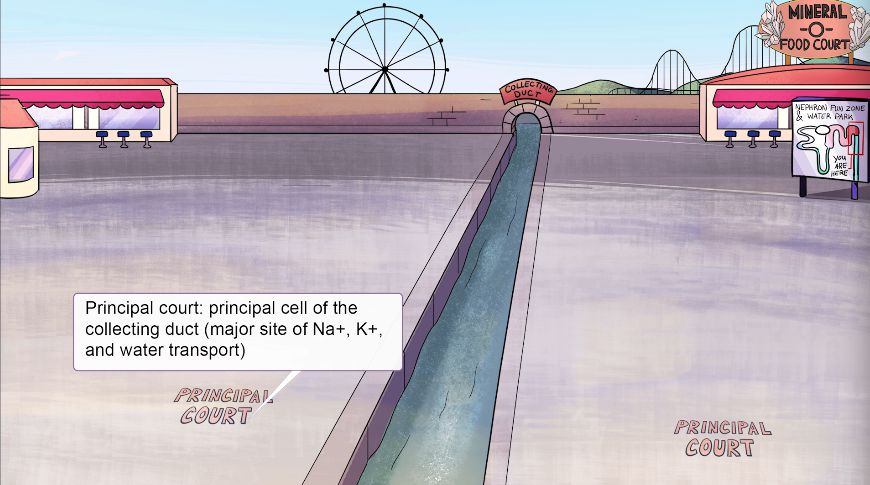 MINERAL
-O-
FOOD COURT
COLLECTING
DUCT
NEPHRON FUN ZONE
& WATER PARK
YOU
ARE
HERE
Principal court: principal cell of the
collecting duct (major site of Na+, K+,
and water transport)
PRINCIPAL
COURT
PRINCIPAL
COURT